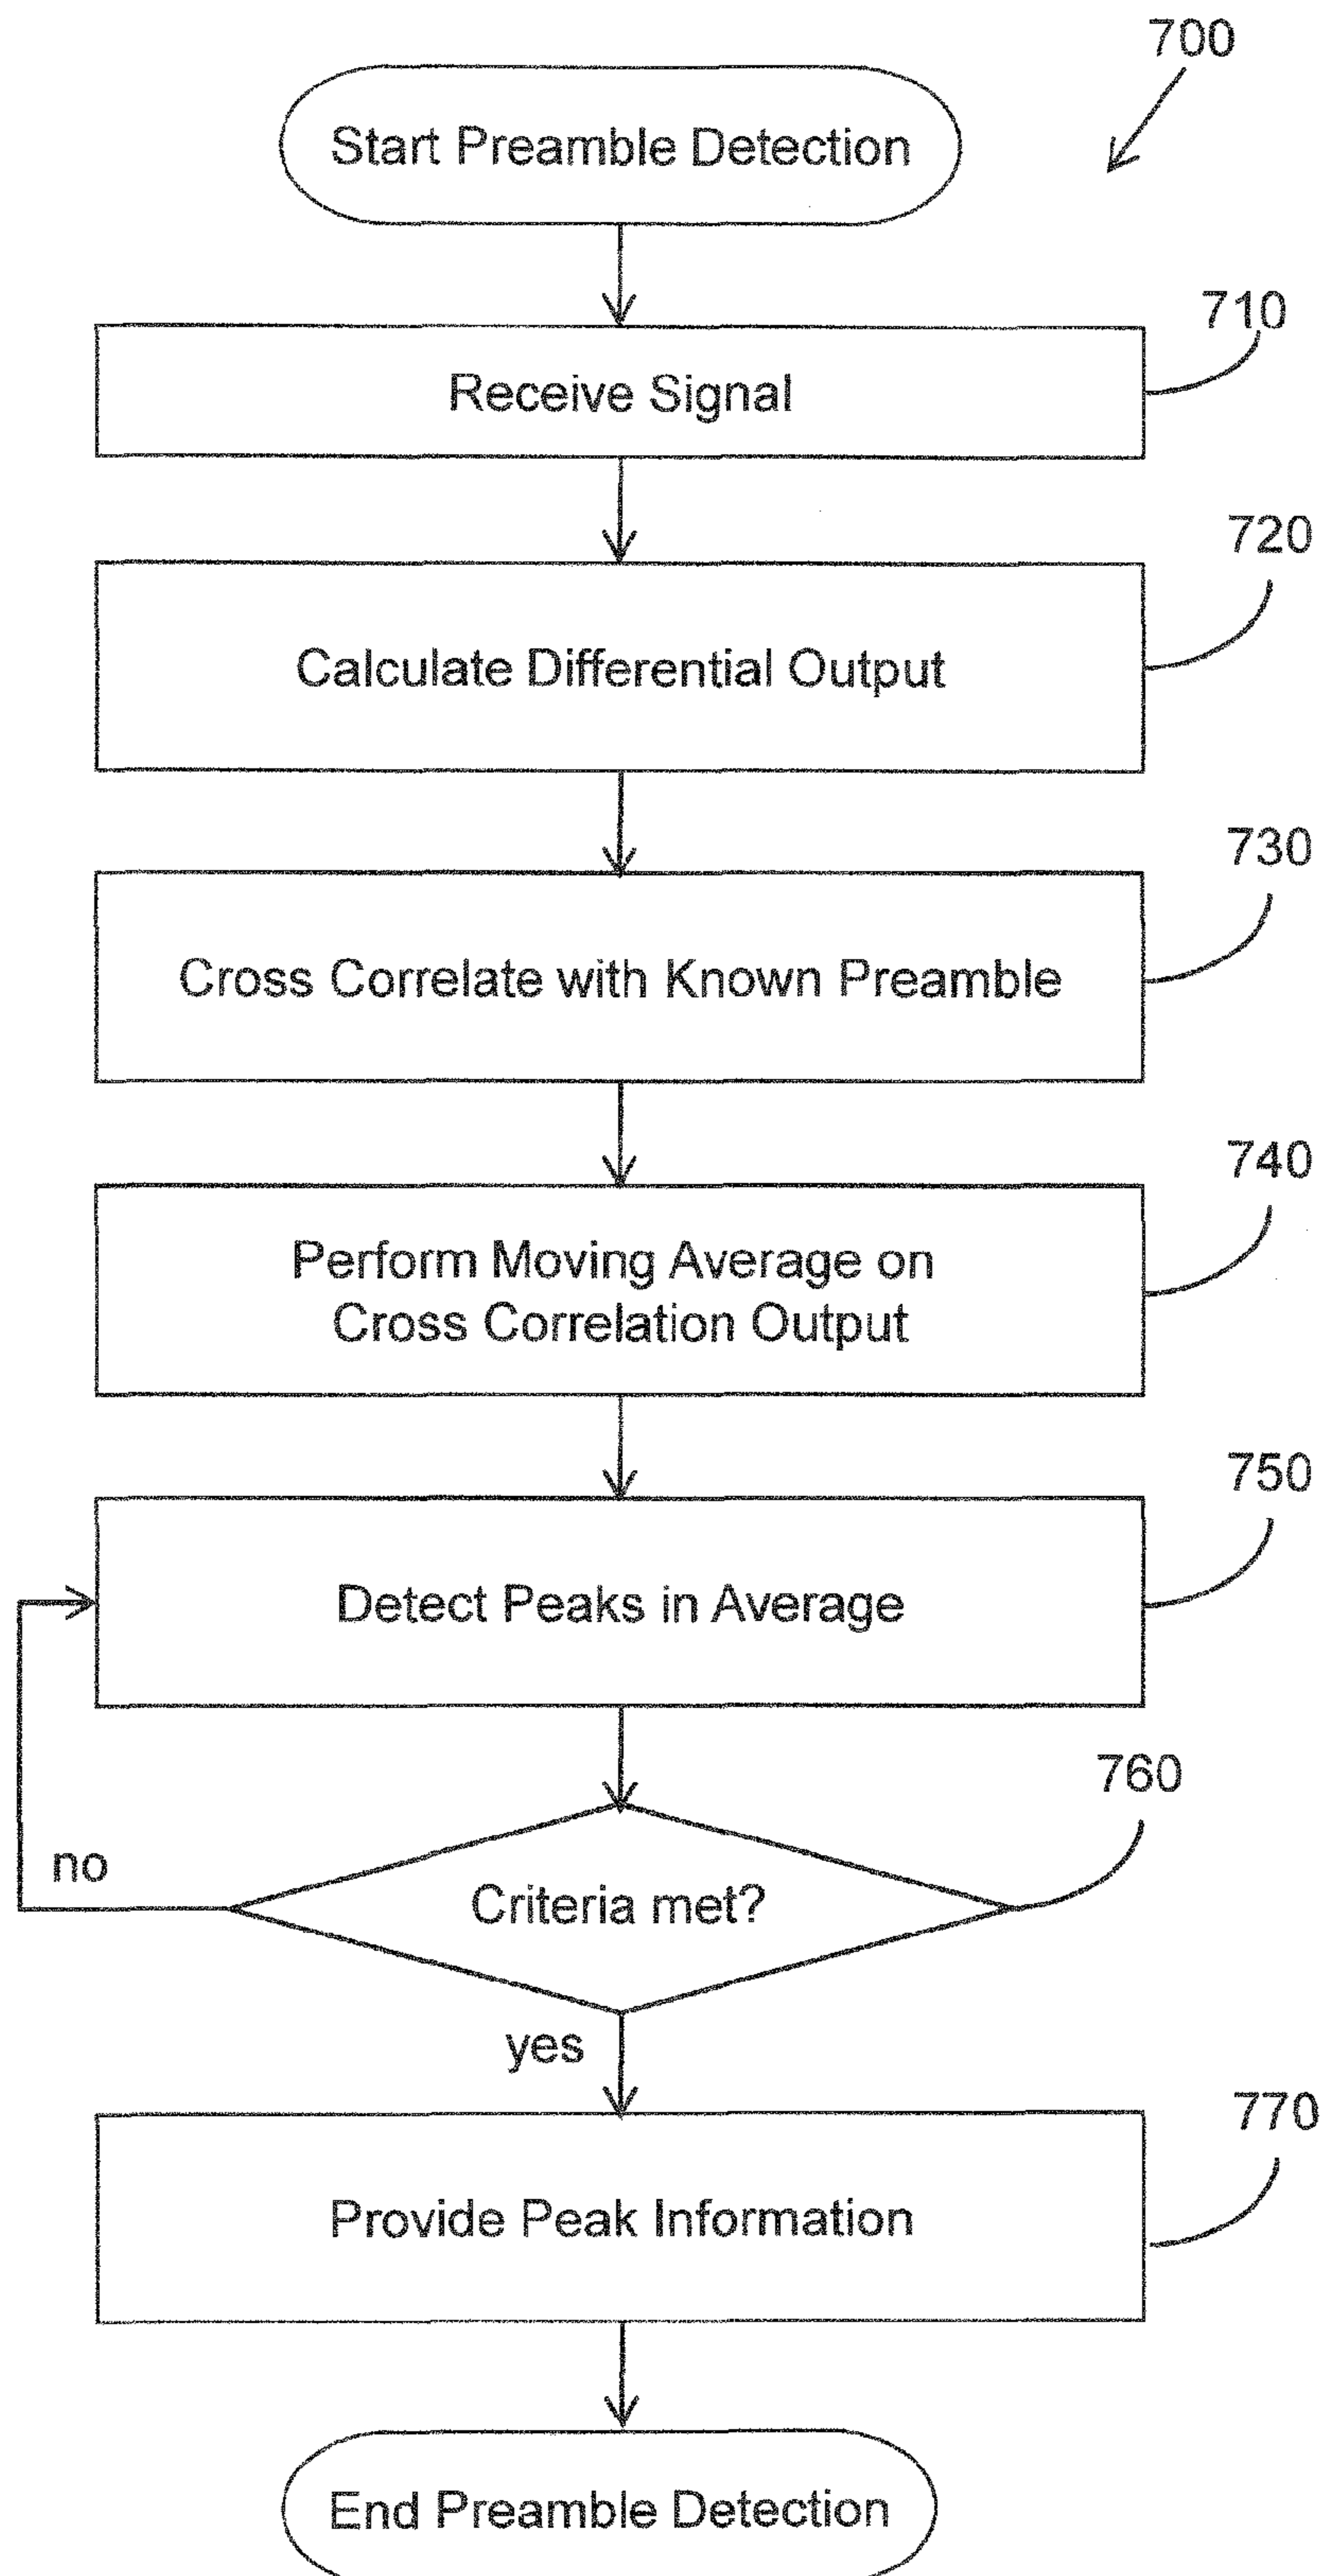 700
Start Preamble Detection
710
Receive Signal
720
Calculate Differential Output
730
Cross Correlate with Known Preamble
740
Perform Moving Average on
Cross Correlation Output
750
Detect Peaks in Average
760
no
Criteria met?
yes
770
Provide Peak Information
End Preamble Detection